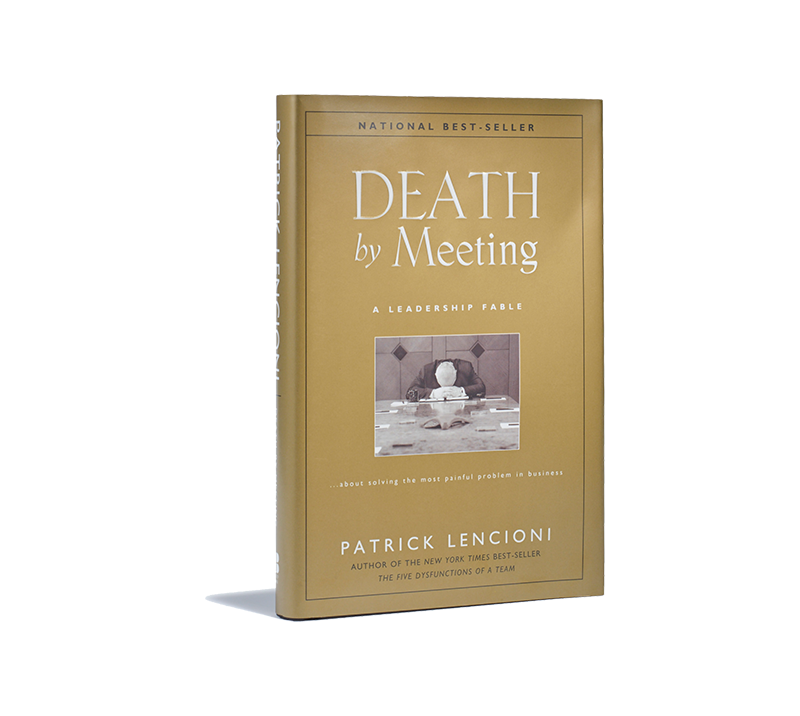 NATIONAL BEST-SELLER
DEATH
by Meeting
A LEADERSHIP FABLE
...about solving the most painful problem in business
PATRICK LENCIONI
AUTHOR OF THE NEW YORK TIMES BEST-SELLER
THE FIVE DYSFUNCTIONS OF A TEAM
PATRICK LENCIONI